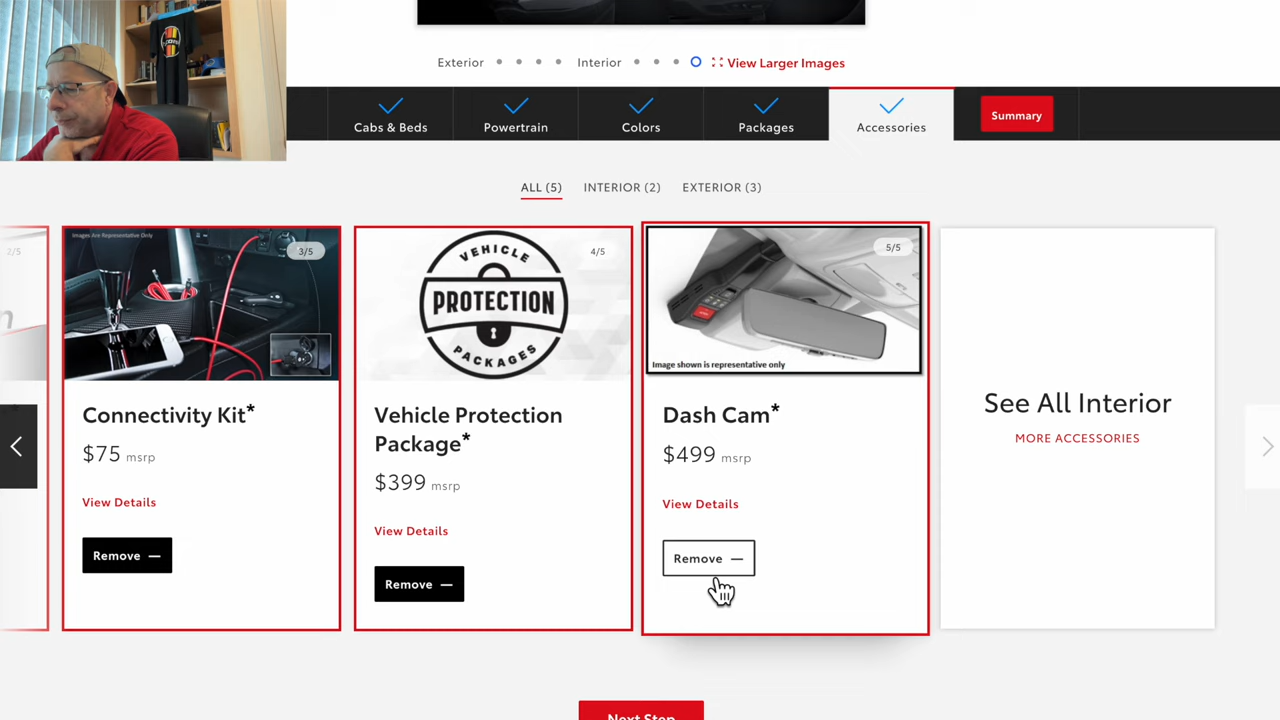 Exterior
Interior
View Larger Images
Cabs & Beds
Powertrain
Colors
Packages
Accessories
Summary
ALL (5)
INTERIOR (2)
EXTERIOR (3)
2/5
Images Are Representative Only
3/5
Connectivity Kit*
$75 msrp
View Details
Remove —
VEHICLE
PROTECTION
PACKAGES
4/5
Vehicle Protection
Package*
$399 msrp
View Details
Remove —
5/5
Image shown is representative only
Dash Cam*
$499 msrp
View Details
Remove —
See All Interior
MORE ACCESSORIES
Next Step